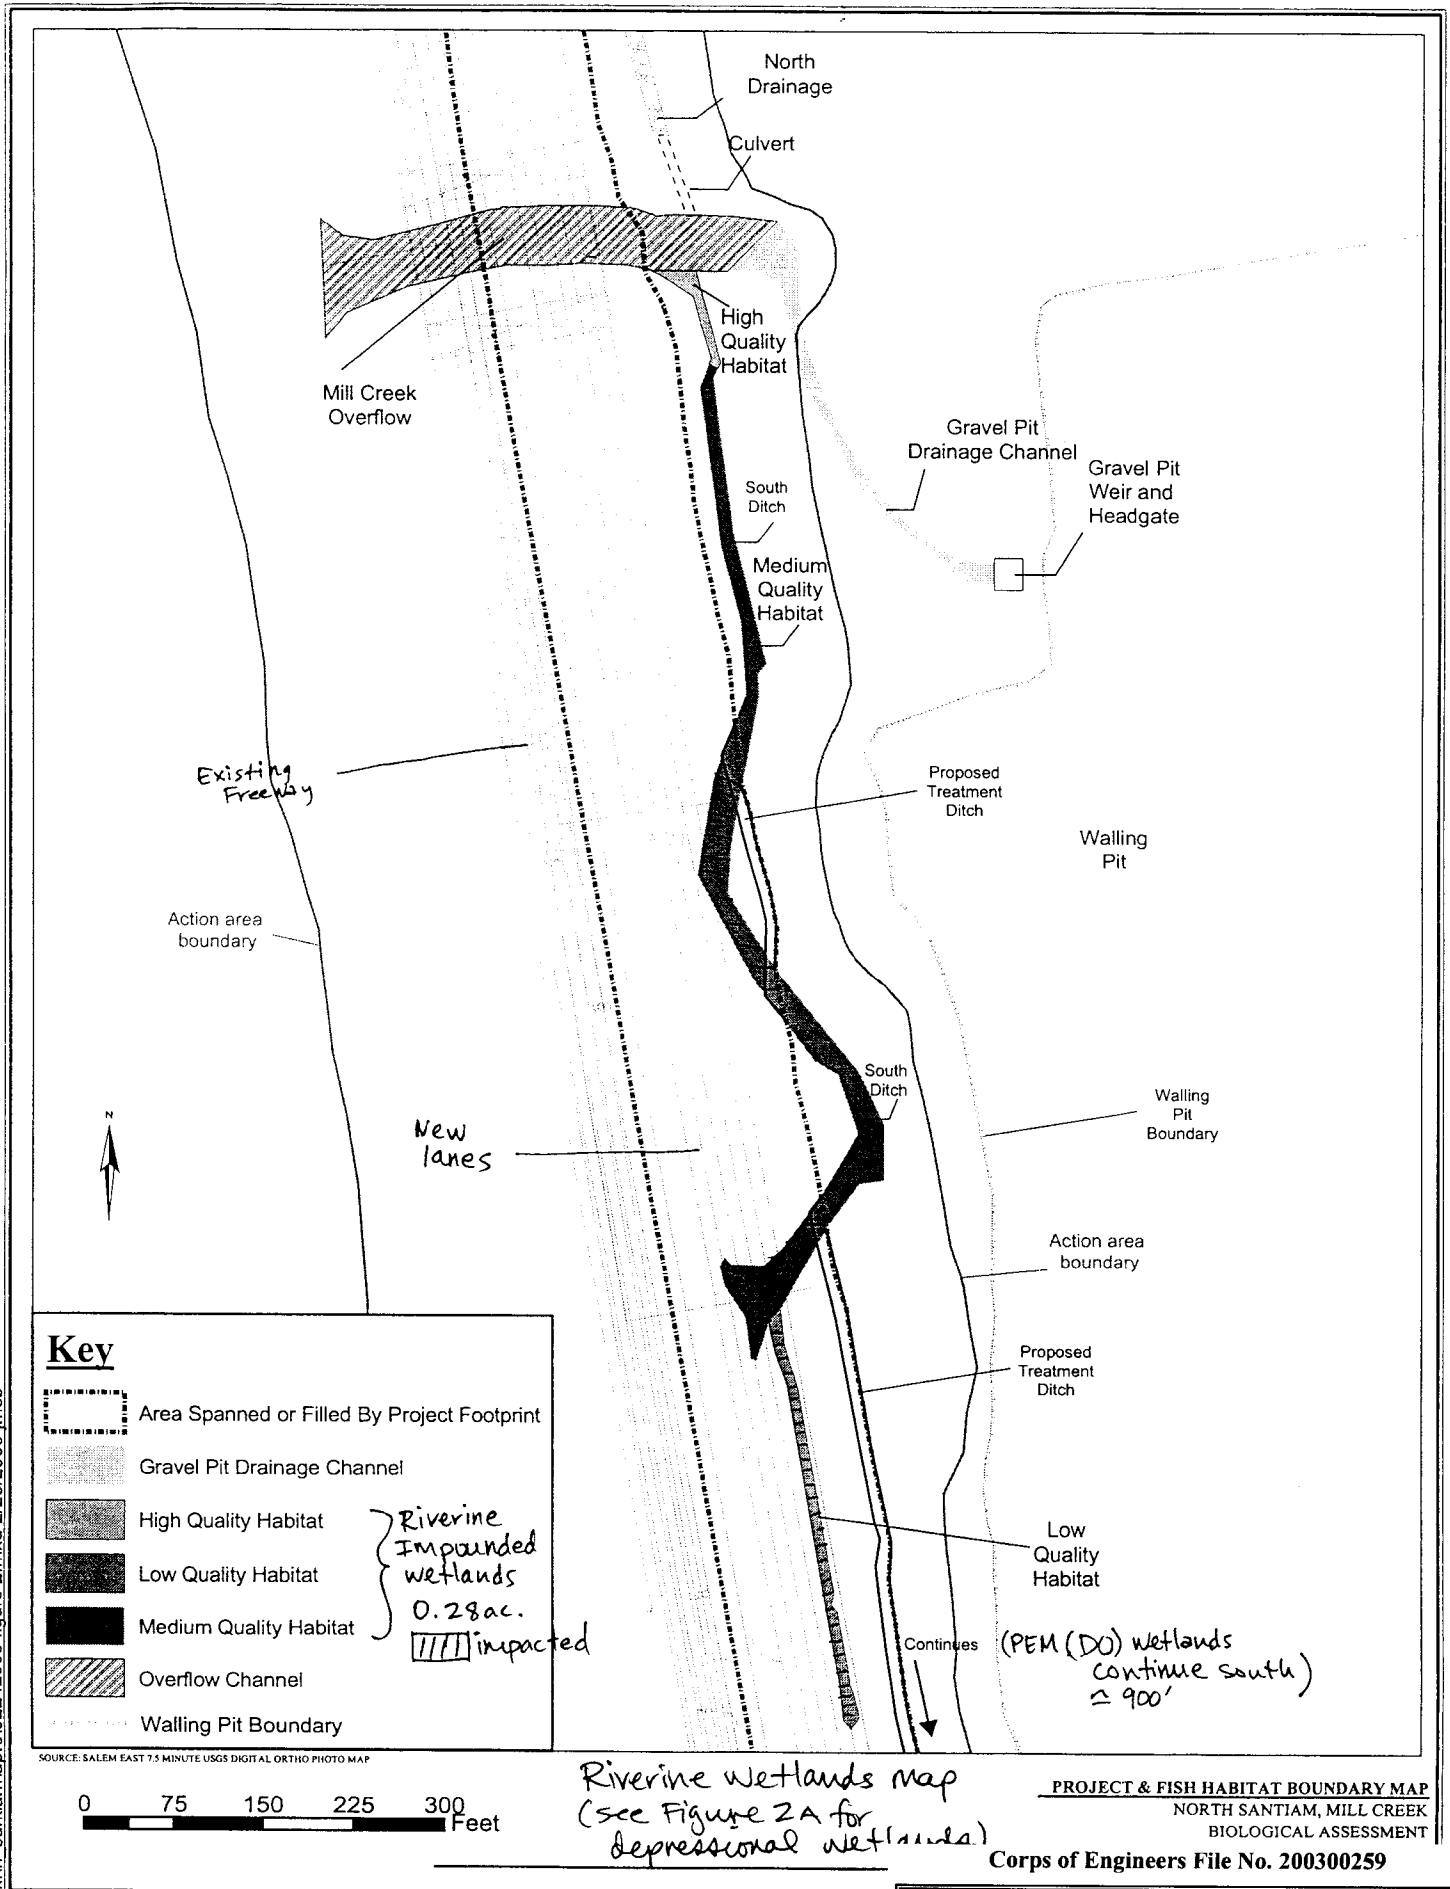 North
Drainage
Culvert
High
Quality
Habitat
Mill Creek
Overflow
Gravel Pit
Drainage Channel
Gravel Pit
Weir and
Headgate
South
Ditch
Medium
Quality
Habitat
Existing
Freeway
Proposed
Treatment
Ditch
Walling
Pit
Action area
boundary
South
Ditch
Walling
Pit
Boundary
N
New
lanes
Action area
boundary
Proposed
Treatment
Ditch
Low
Quality
Habitat
Continues
(PEM (DO) wetlands
continue south)
≃ 900'
Key
Area Spanned or Filled By Project Footprint
Gravel Pit Drainage Channel
High Quality Habitat
Low Quality Habitat
Medium Quality Habitat
Overflow Channel
Walling Pit Boundary
Riverine
Impounded
wetlands
0.28ac.
impacted
SOURCE: SALEM EAST 7.5 MINUTE USGS DIGITAL ORTHO PHOTO MAP
0 75 150 225 300
Feet
Riverine Wetlands Map
(see Figure 2A for
depressional wetlands)
PROJECT & FISH HABITAT BOUNDARY MAP
NORTH SANTIAM, MILL CREEK
BIOLOGICAL ASSESSMENT
Corps of Engineers File No. 200300259